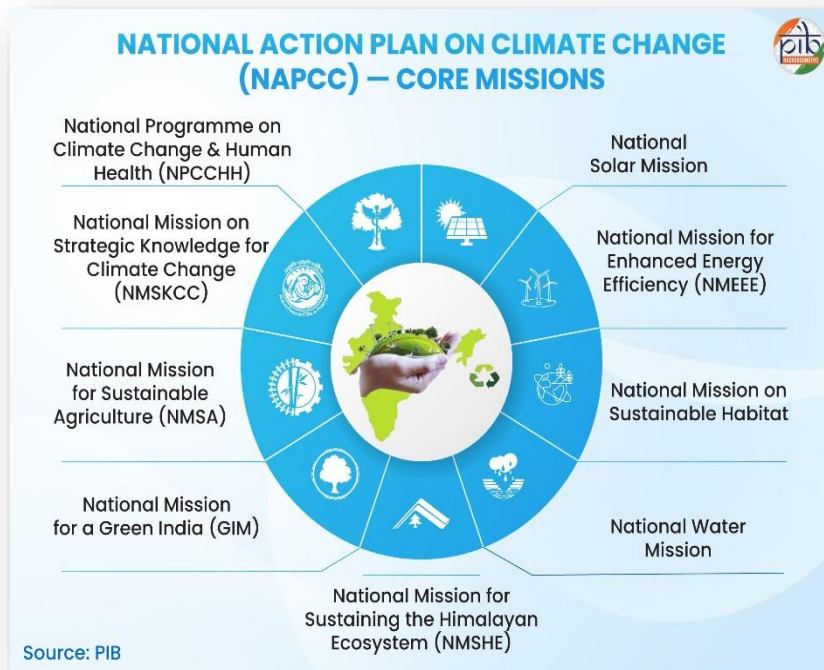 NATIONAL ACTION PLAN ON CLIMATE CHANGE
(NAPCC) — CORE MISSIONS
pib
BACKGROUNDERS
National Programme on
Climate Change & Human
Health (NPCCHH)
National
Solar Mission
National Mission on
Strategic Knowledge for
Climate Change
(NMSKCC)
National Mission for
Enhanced Energy
Efficiency (NMEEE)
National Mission
for Sustainable
Agriculture (NMSA)
National Mission on
Sustainable Habitat
National Mission
for a Green India (GIM)
National Water
Mission
National Mission for
Sustaining the Himalayan
Ecosystem (NMSHE)
Source: PIB